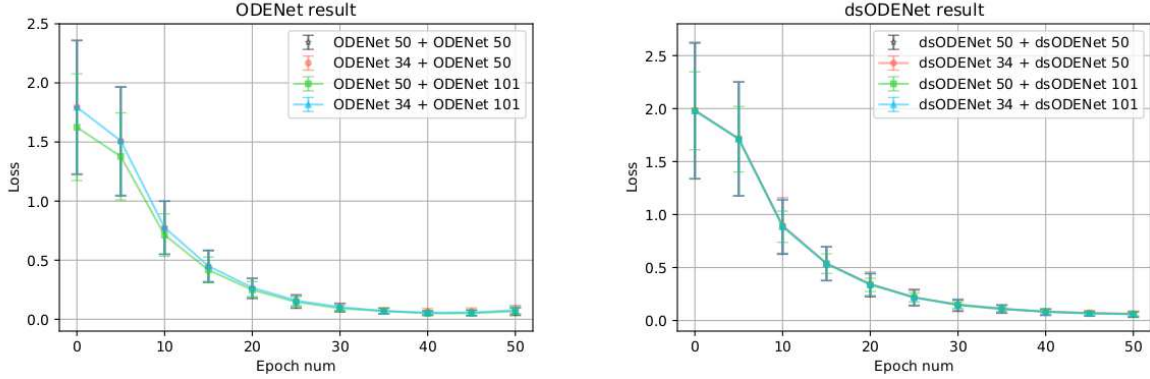 ODENet result
2.5
2.0
1.5
1.0
0.5
0.0
Loss
ODENet 50 + ODENet 50
ODENet 34 + ODENet 50
ODENet 50 + ODENet 101
ODENet 34 + ODENet 101
0 10 20 30 40 50
Epoch num
dsODENet result
2.5
2.0
1.5
1.0
0.5
0.0
Loss
dsODENet 50 + dsODENet 50
dsODENet 34 + dsODENet 50
dsODENet 50 + dsODENet 101
dsODENet 34 + dsODENet 101
0 10 20 30 40 50
Epoch num